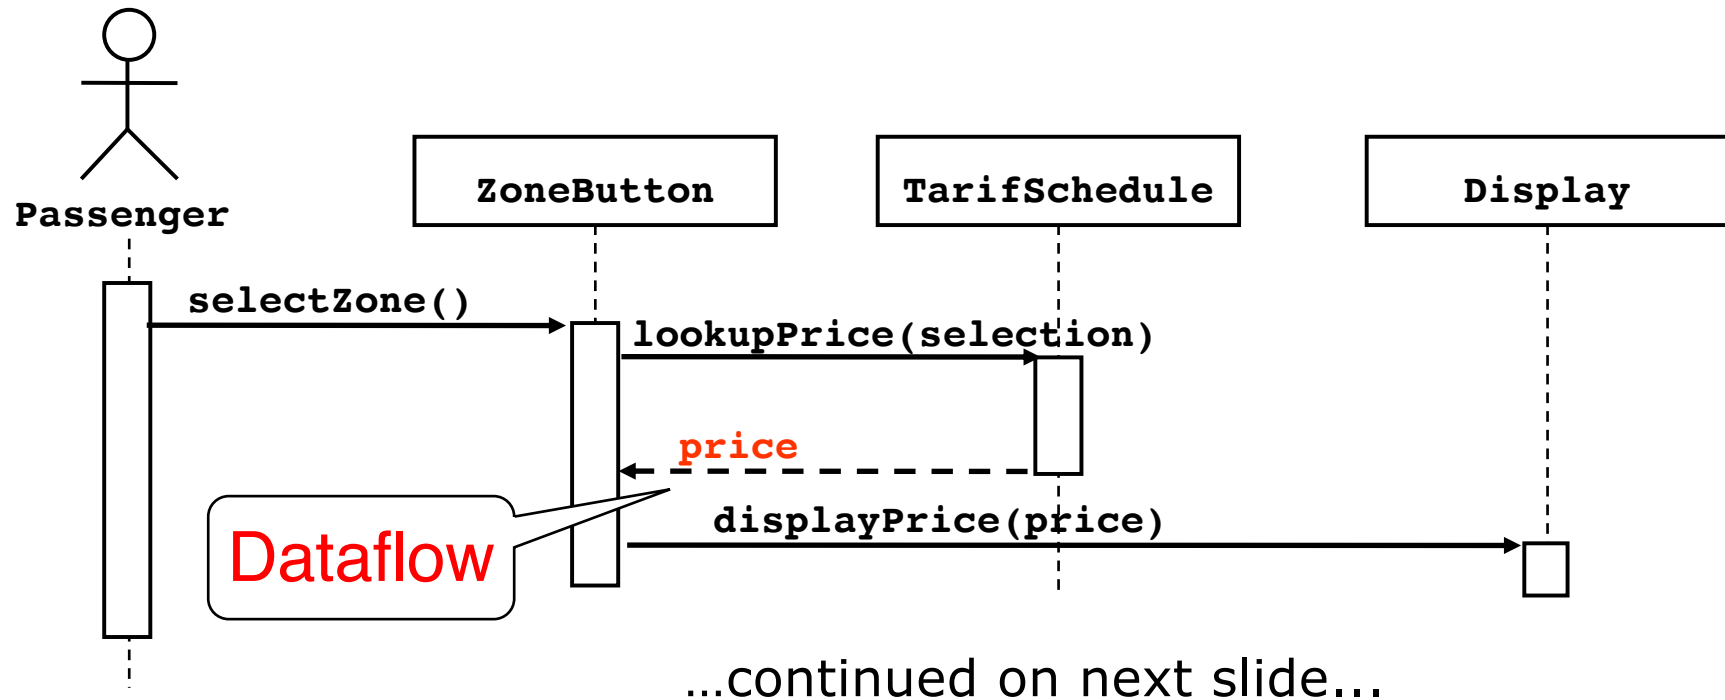 Passenger
ZoneButton
TarifSchedule
Display
selectZone()
lookupPrice(selection)
price
Dataflow
displayPrice(price)
...continued on next slide...